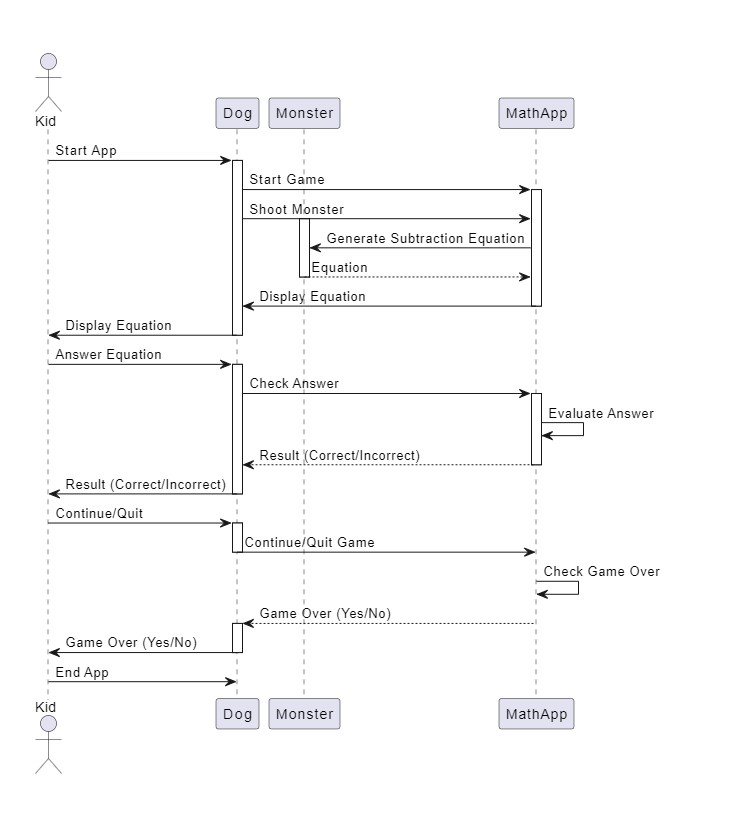 Kid
Dog
Monster
MathApp
Start App
Start Game
Shoot Monster
Generate Subtraction Equation
Equation
Display Equation
Display Equation
Answer Equation
Check Answer
Evaluate Answer
Result (Correct/Incorrect)
Result (Correct/Incorrect)
Continue/Quit
Continue/Quit Game
Check Game Over
Game Over (Yes/No)
Game Over (Yes/No)
End App
Kid
Dog
Monster
MathApp